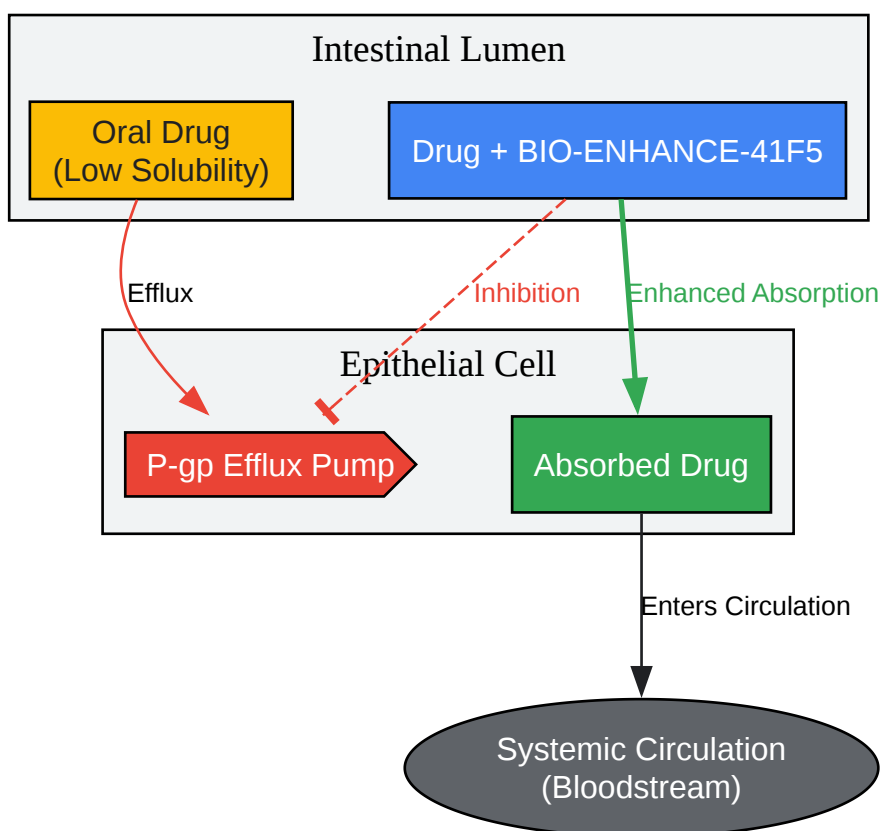 Intestinal Lumen
Oral Drug
(Low Solubility)
Drug + BIO-ENHANCE-41F5
Efflux
Inhibition
Enhanced Absorption
Epithelial Cell
P-gp Efflux Pump
Absorbed Drug
Enters Circulation
Systemic Circulation
(Bloodstream)